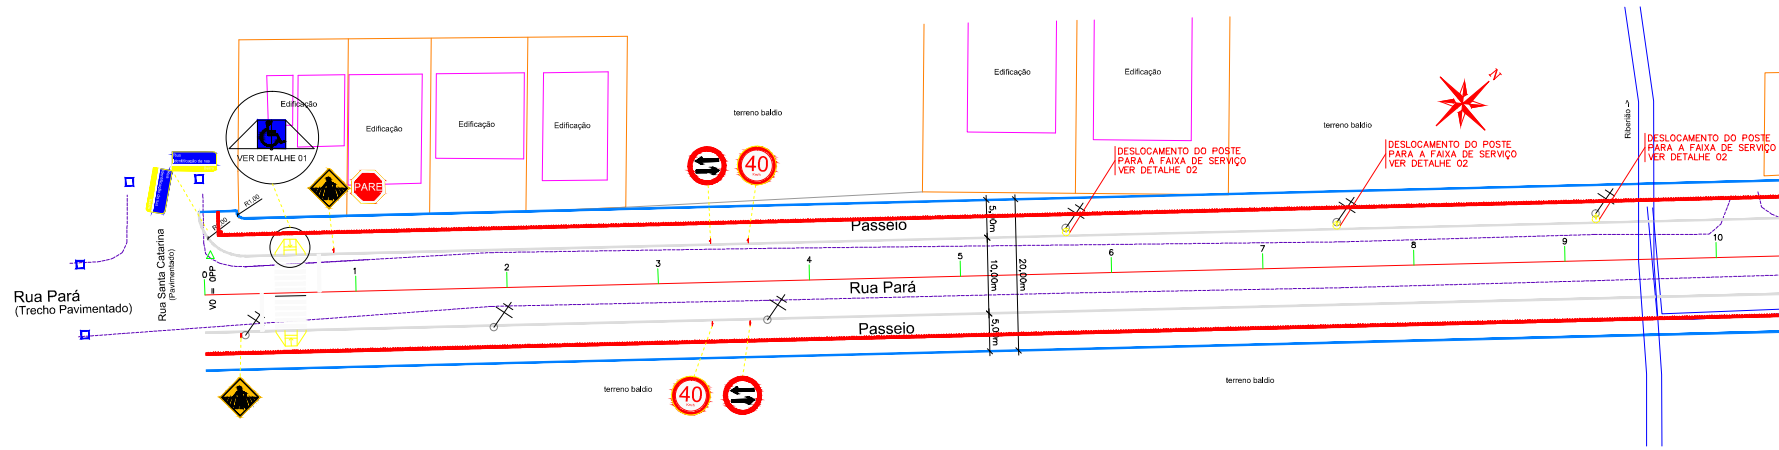 Edificação
VER DETALHE 01
Edificação
Edificação
Edificação
terreno baldio
Edificação
Edificação
terreno baldio
N
Riberião ->
DESLOCAMENTO DO POSTE
PARA A FAIXA DE SERVIÇO
VER DETALHE 02
DESLOCAMENTO DO POSTE
PARA A FAIXA DE SERVIÇO
VER DETALHE 02
DESLOCAMENTO DO POSTE
PARA A FAIXA DE SERVIÇO
VER DETALHE 02
PARE
40
R1,00
Passeio
5,00m
10,00m
20,00m
5,00m
0
1
2
3
4
5
6
7
8
9
10
V0 = 0PP
Rua Santa Catarina
(Pavimentado)
Rua Pará
(Trecho Pavimentado)
Rua Pará
Passeio
terreno baldio
40
terreno baldio